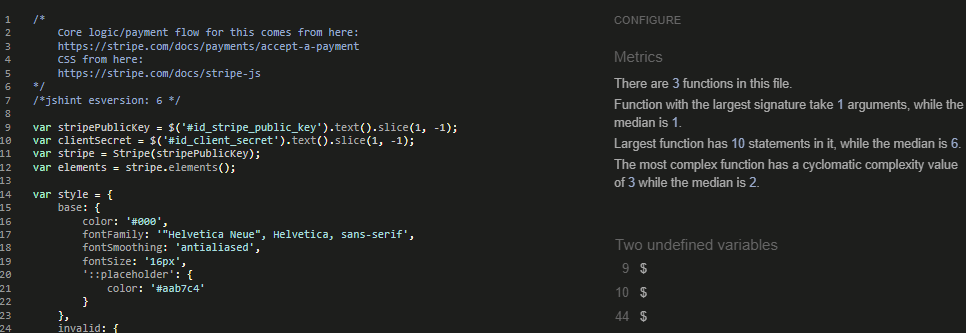 1 /*
2 Core logic/payment flow for this comes from here:
3 https://stripe.com/docs/payments/accept-a-payment
4 CSS from here:
5 https://stripe.com/docs/stripe-js
6 */
7 /*jshint esversion: 6 */
8
9 var stripePublicKey = $('#id_stripe_public_key').text().slice(1, -1);
10 var clientSecret = $('#id_client_secret').text().slice(1, -1);
11 var stripe = Stripe(stripePublicKey);
12 var elements = stripe.elements();
13
14 var style = {
15 base: {
16 color: '#000',
17 fontFamily: '"Helvetica Neue", Helvetica, sans-serif',
18 fontSmoothing: 'antialiased',
19 fontSize: '16px',
20 '::placeholder': {
21 color: '#aab7c4'
22 }
23 },
24 invalid: {
CONFIGURE
Metrics
There are 3 functions in this file.
Function with the largest signature take 1 arguments, while the
median is 1.
Largest function has 10 statements in it, while the median is 6.
The most complex function has a cyclomatic complexity value
of 3 while the median is 2.
Two undefined variables
9 $
10 $
44 $